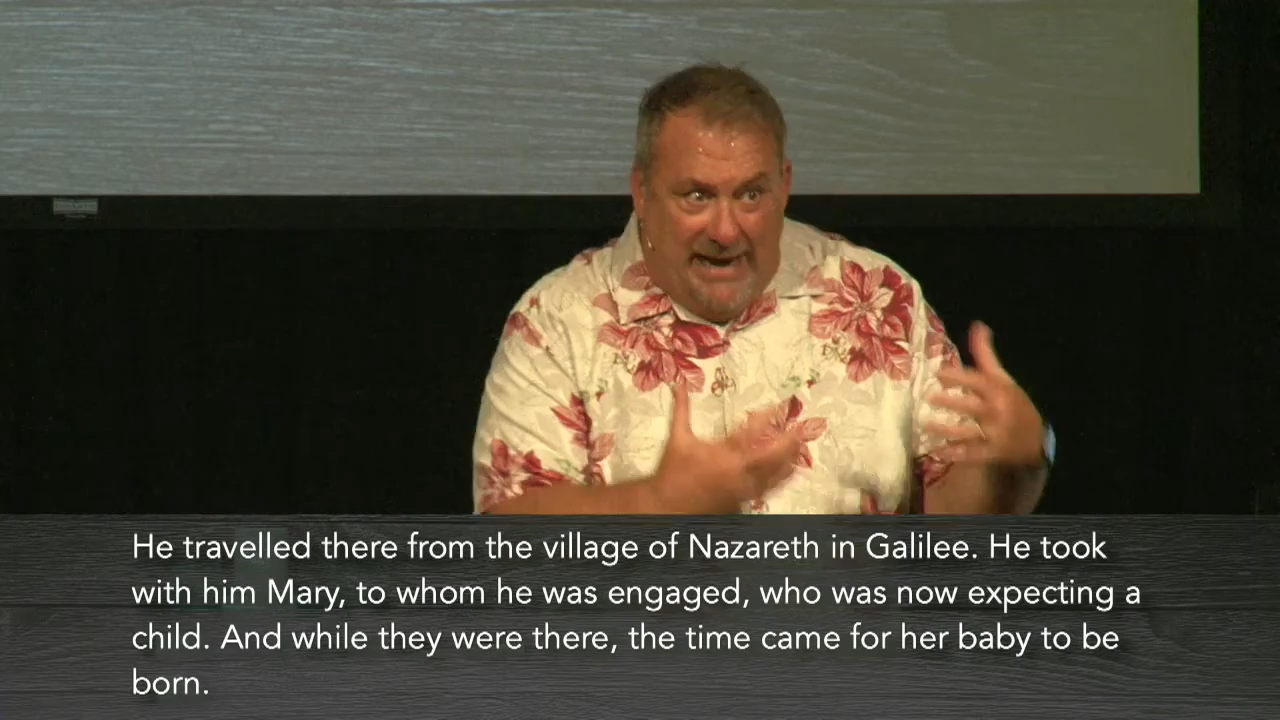 He travelled there from the village of Nazareth in Galilee. He took
with him Mary, to whom he was engaged, who was now expecting a
child. And while they were there, the time came for her baby to be
born.